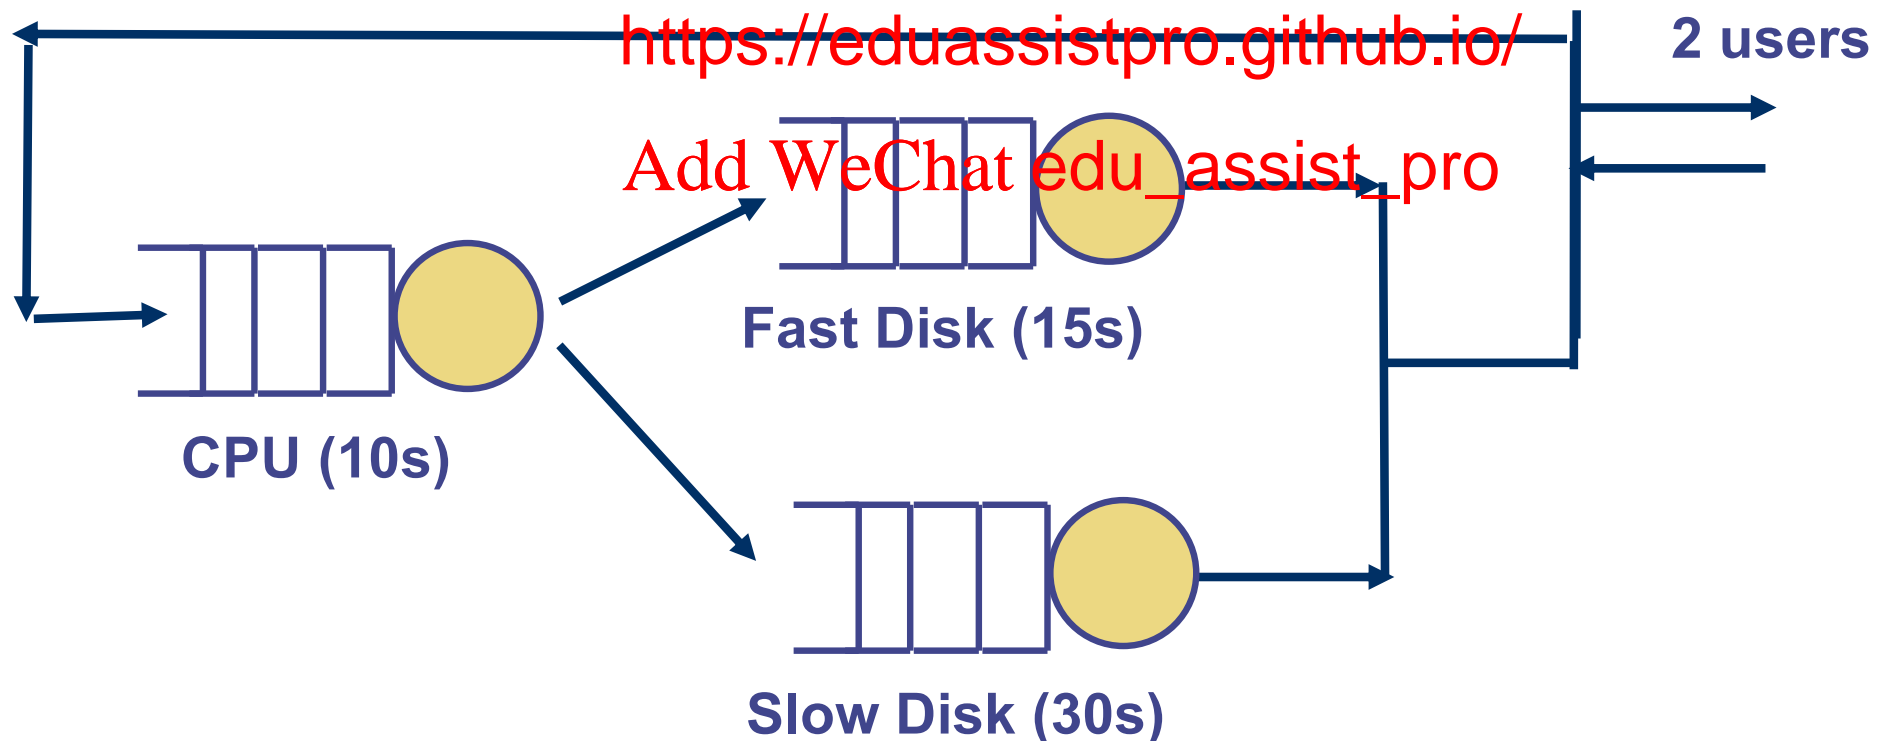 https://eduassistpro.github.io/
2 users
Add WeChat edu_assist_pro
Fast Disk (15s)
CPU (10s)
Slow Disk (30s)